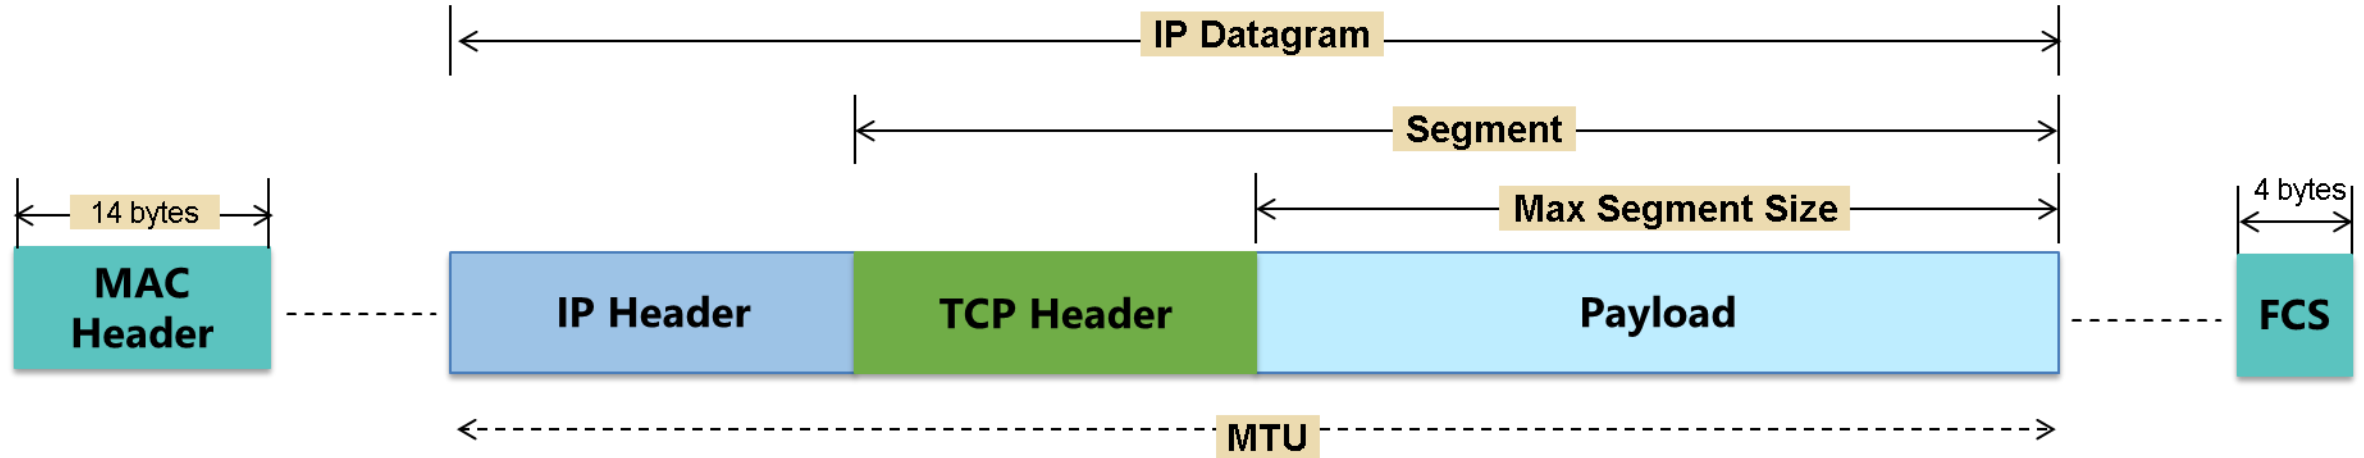 IP Datagram
Segment
Max Segment Size
14 bytes
4 bytes
MAC
Header
IP Header
TCP Header
Payload
FCS
MTU